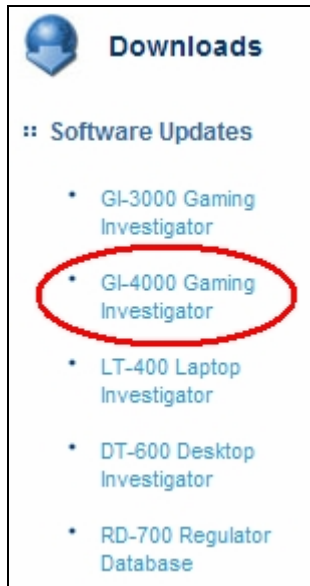 Downloads
Software Updates
GI-3000 Gaming
Investigator
GI-4000 Gaming
Investigator
LT-400 Laptop
Investigator
DT-600 Desktop
Investigator
RD-700 Regulator
Database